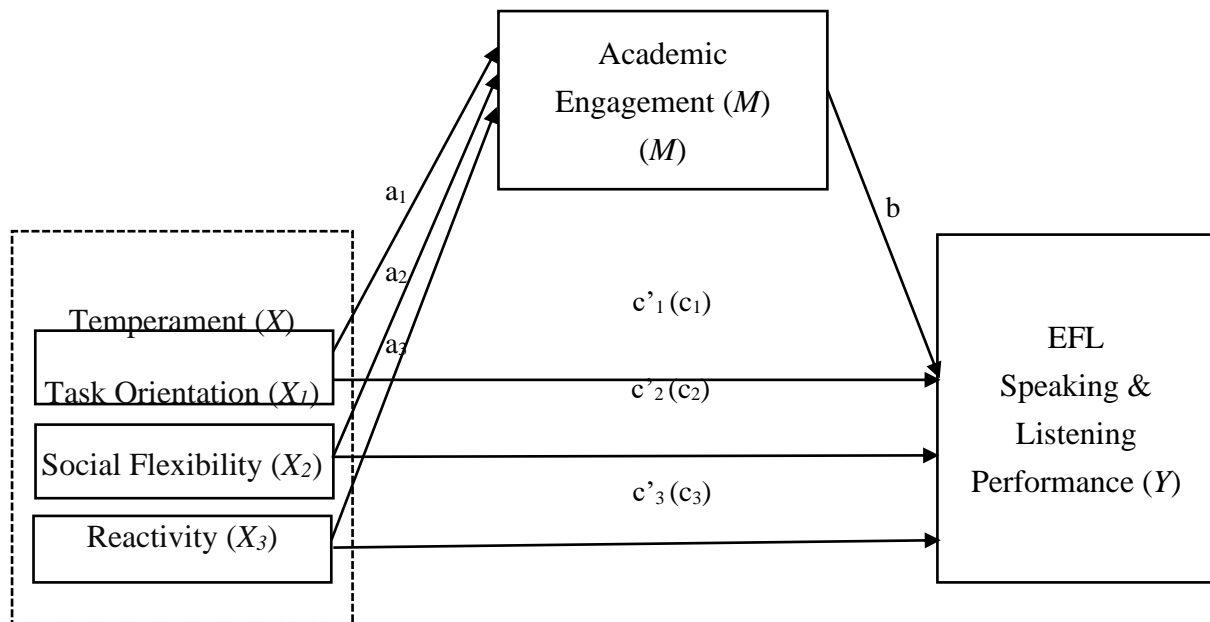 Academic
Engagement (M)
(M)
a1
b
a2
c’1 (c1)
Temperament (X)
a3
Task Orientation (X1)
c’2 (c2)
Social Flexibility (X2)
c’3 (c3)
Reactivity (X3)
EFL
Speaking &
Listening
Performance (Y)